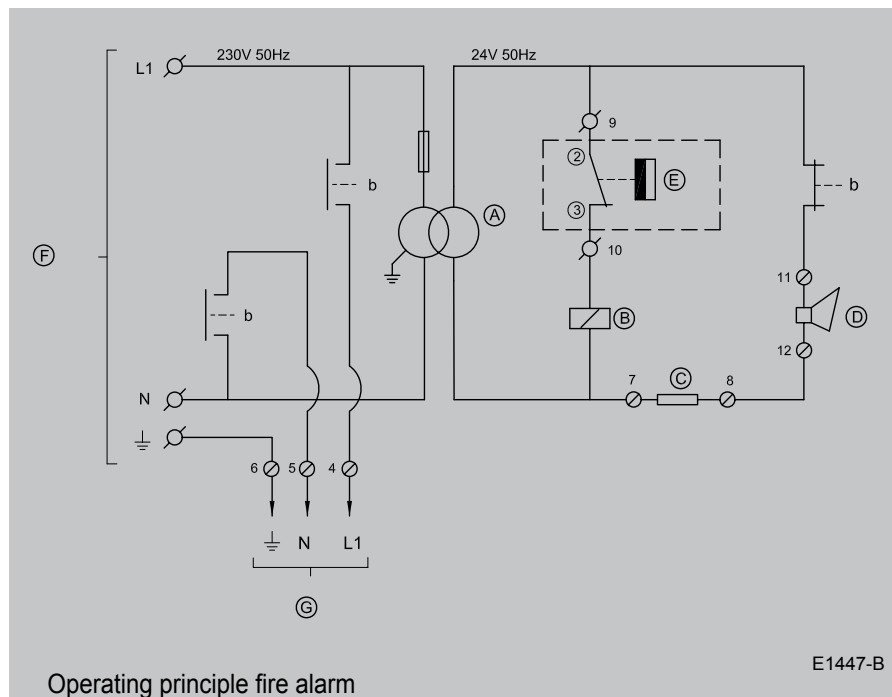 230V 50Hz 24V 50Hz
L1
9
2
E
b b
3
A
F
10
b
11
B
D
12
7 C 8
N
6 5 4
N L1
G
E1447-B
Operating principle fire alarm